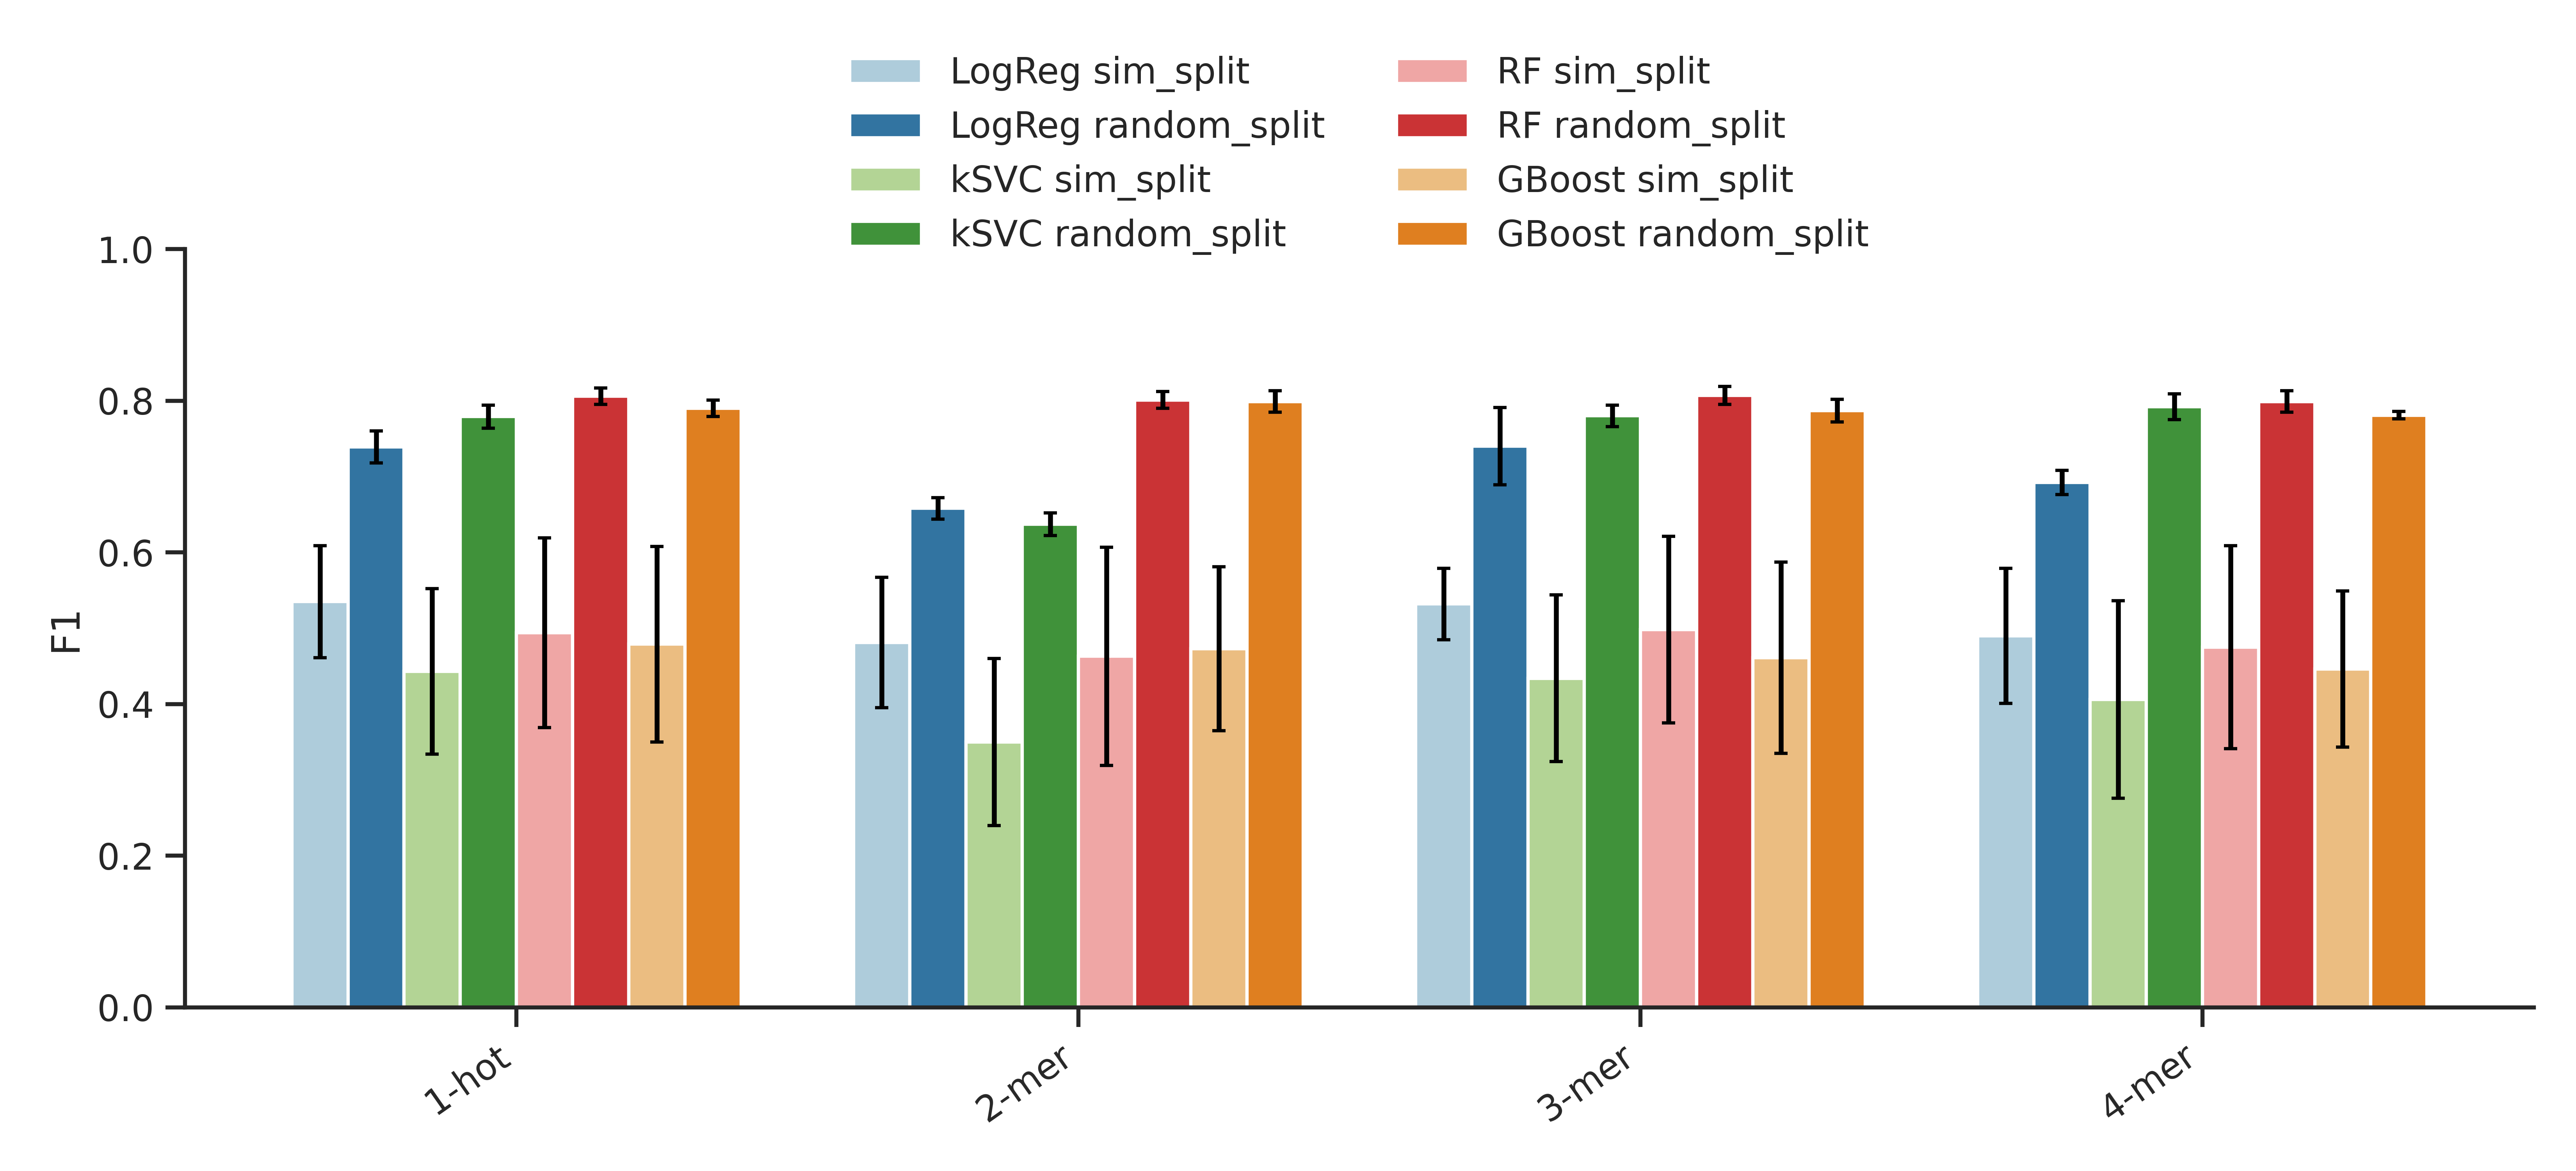 LogReg sim_split
LogReg random_split
kSVC sim_split
kSVC random_split
RF sim_split
RF random_split
GBoost sim_split
GBoost random_split
1.0
0.8
0.6
0.4
0.2
0.0
F1
1-hot
2-mer
3-mer
4-mer